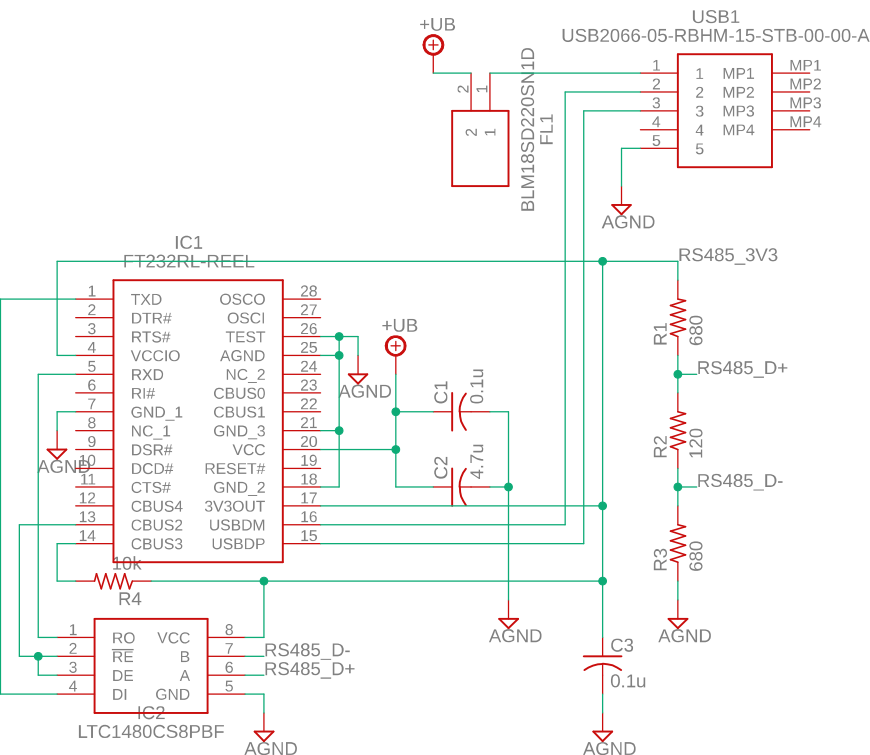 USB1
USB2066-05-RBHM-15-STB-00-00-A
+UB
1 1 MP1 MP1
2 2 MP2 MP2
3 3 MP3 MP3
4 4 MP4 MP4
5 5
2 1
2 1
BLM18SD220SN1D
FL1
AGND
IC1
FT232RL-REEL
RS485_3V3
1 TXD OSCO 28
2 DTR# OSCI 27
3 RTS# TEST 26
4 VCCIO AGND 25
5 RXD NC_2 24
6 RI# CBUS0 23
7 GND_1 CBUS1 22
8 NC_1 GND_3 21
9 DSR# VCC 20
10 DCD# RESET# 19
11 CTS# GND_2 18
12 CBUS4 3V3OUT 17
13 CBUS2 USBDM 16
14 CBUS3 USBDP 15
AGND
AGND
+UB
C1 0.1u
C2 4.7u
R1 680
RS485_D+
R2 120
RS485_D-
R3 680
10k
R4
AGND
AGND
1 RO VCC 8
2 RE B 7 RS485_D-
3 DE A 6 RS485_D+
4 DI GND 5
IC2
LTC1480CS8PBF
AGND
C3
0.1u
AGND